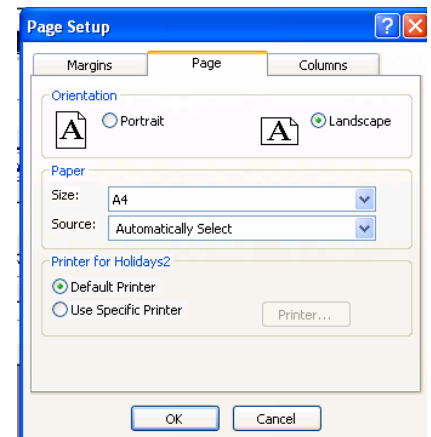 Page Setup
Margins Page Columns
Orientation
A Portrait A Landscape
Paper
Size: A4
Source: Automatically Select
Printer for Holidays2
Default Printer
Use Specific Printer Printer...
OK Cancel